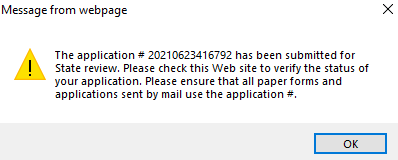 Message from webpage
The application # 20210623416792 has been submitted for
State review. Please check this Web site to verify the status of
your application. Please ensure that all paper forms and
applications sent by mail use the application #.
OK